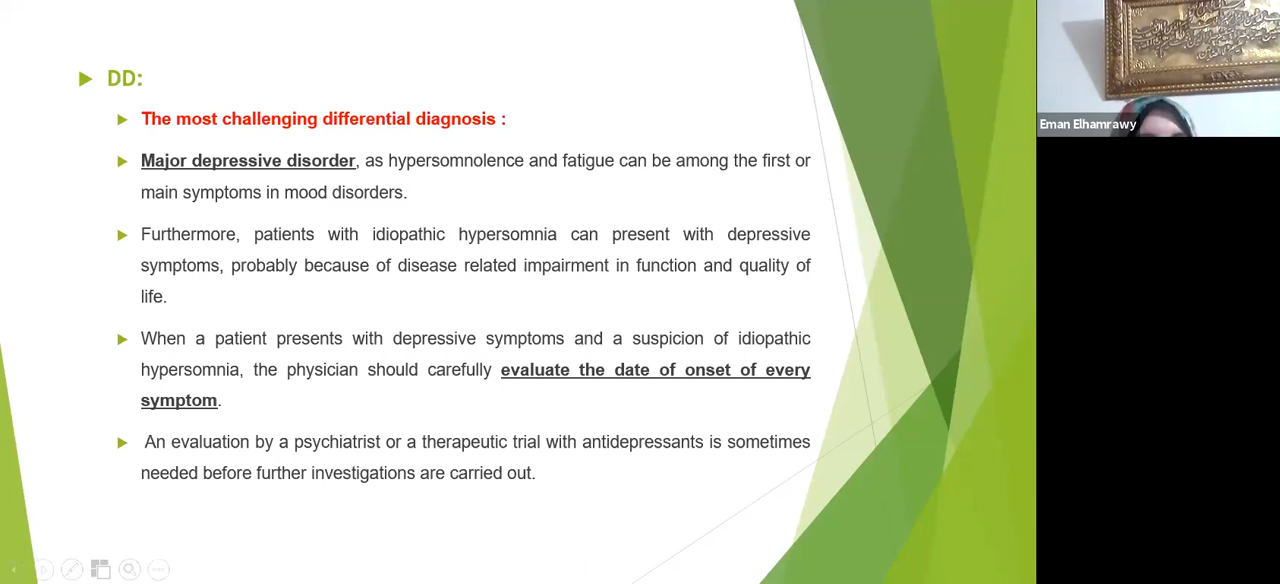 DD:
The most challenging differential diagnosis :
Major depressive disorder, as hypersomnolence and fatigue can be among the first or
main symptoms in mood disorders.
Furthermore, patients with idiopathic hypersomnia can present with depressive
symptoms, probably because of disease related impairment in function and quality of
life.
When a patient presents with depressive symptoms and a suspicion of idiopathic
hypersomnia, the physician should carefully evaluate the date of onset of every
symptom.
An evaluation by a psychiatrist or a therapeutic trial with antidepressants is sometimes
needed before further investigations are carried out.
Eman Elhamrawy